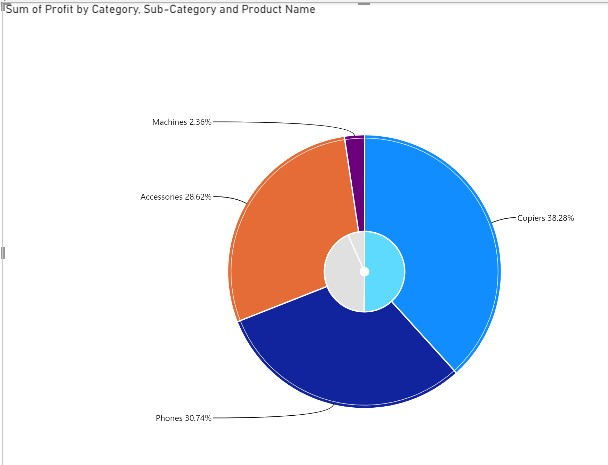 Sum of Profit by Category, Sub-Category and Product Name
Machines 2.36%
Accessories 28.62%
Copiers 38.28%
Phones 30.74%